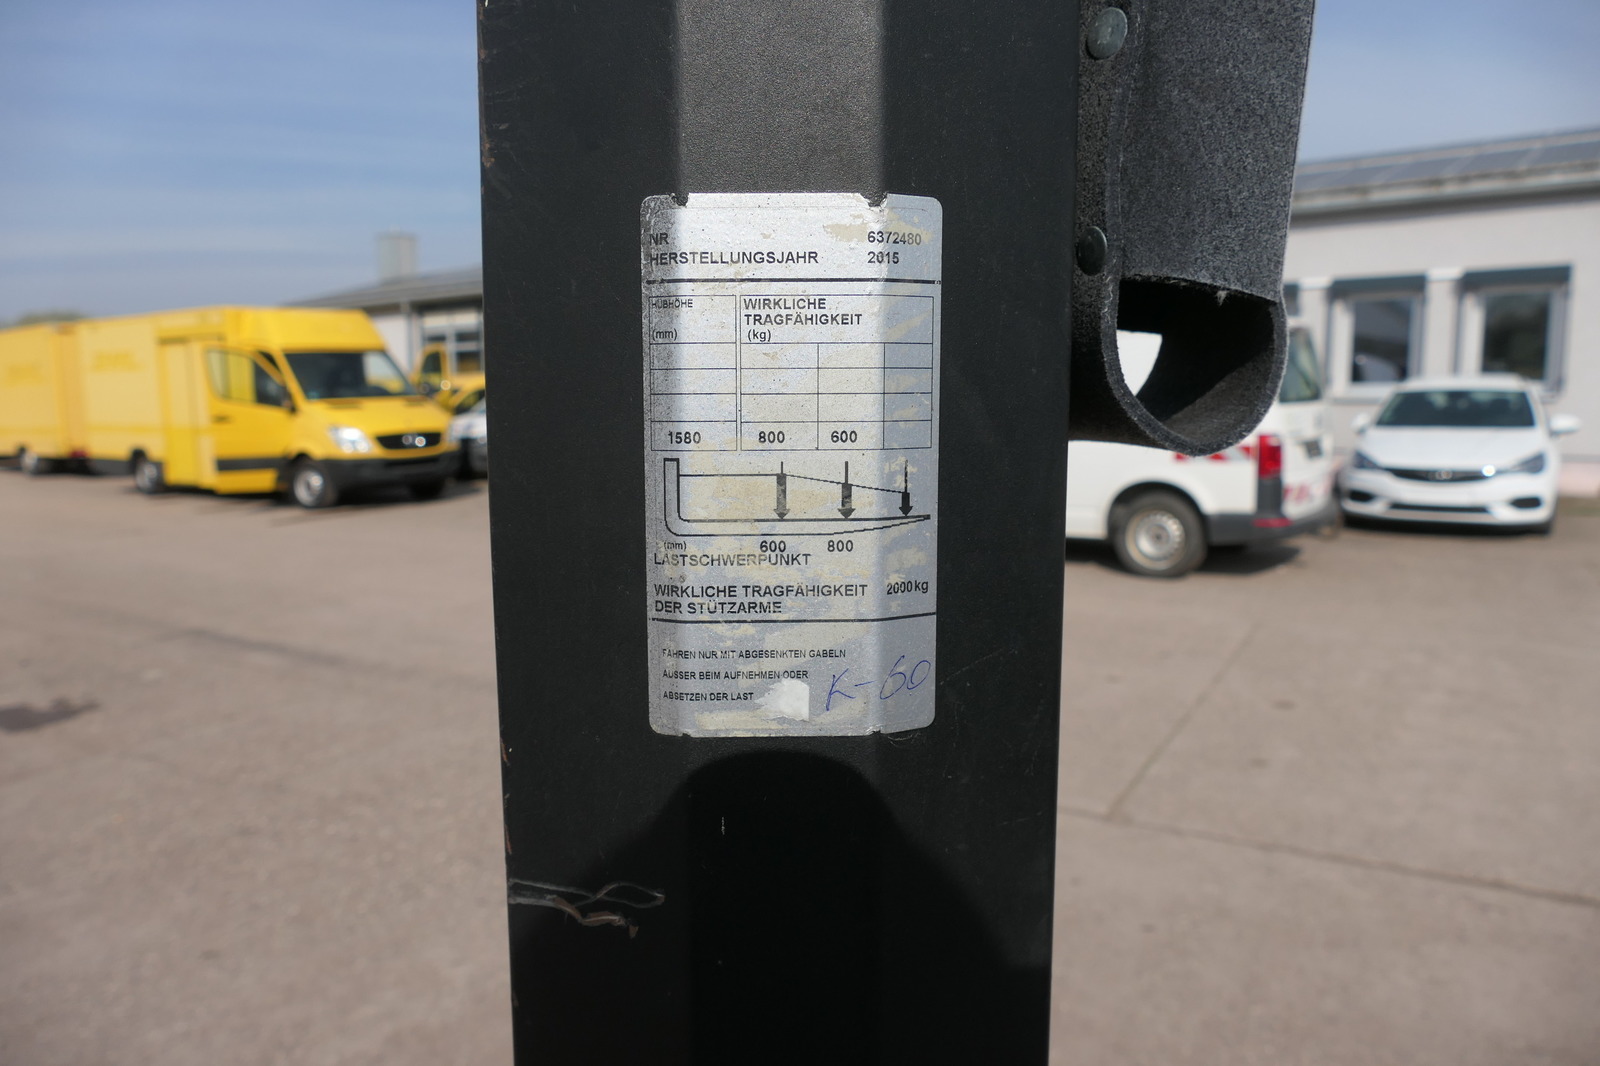 NR 6372480
HERSTELLUNGSJAHR 2015
HUBHÖHE
(mm)
WIRKLICHE
TRAGFÄHIGKEIT
(kg)
1580 800 600
(mm) 600 800
LASTSCHWERPUNKT
WIRKLICHE TRAGFÄHIGKEIT 2000kg
DER STÜTZARME
FAHREN NUR MIT ABGESENKTEN GABELN
AUSSER BEIM AUFNEHMEN ODER
ABSETZEN DER LAST
K-60